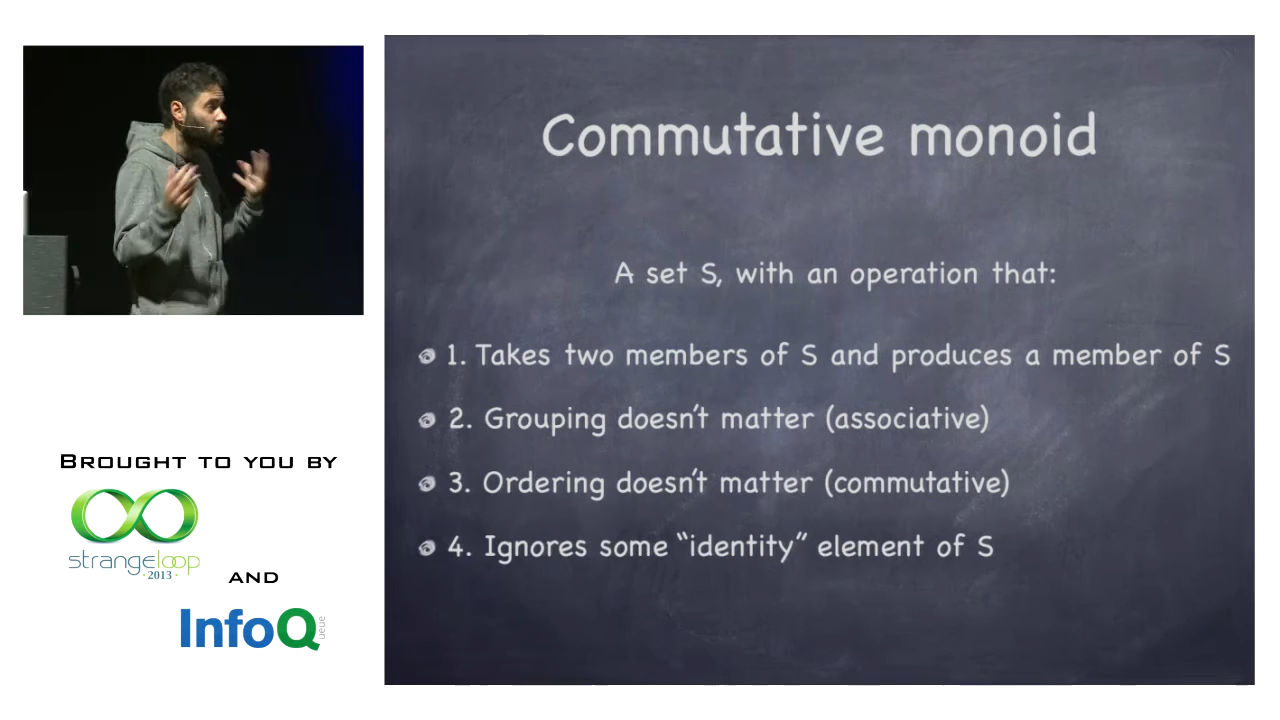 Commutative monoid
A set S, with an operation that:
1. Takes two members of S and produces a member of S
2. Grouping doesn't matter (associative)
3. Ordering doesn't matter (commutative)
4. Ignores some “identity” element of S
BROUGHT TO YOU BY
strangeloop
·2013·
AND
InfoQ
ueue